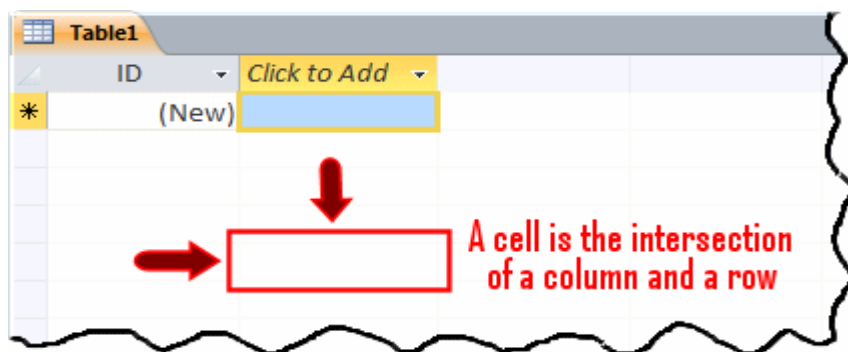 Table1
ID Click to Add
* (New)
A cell is the intersection
of a column and a row